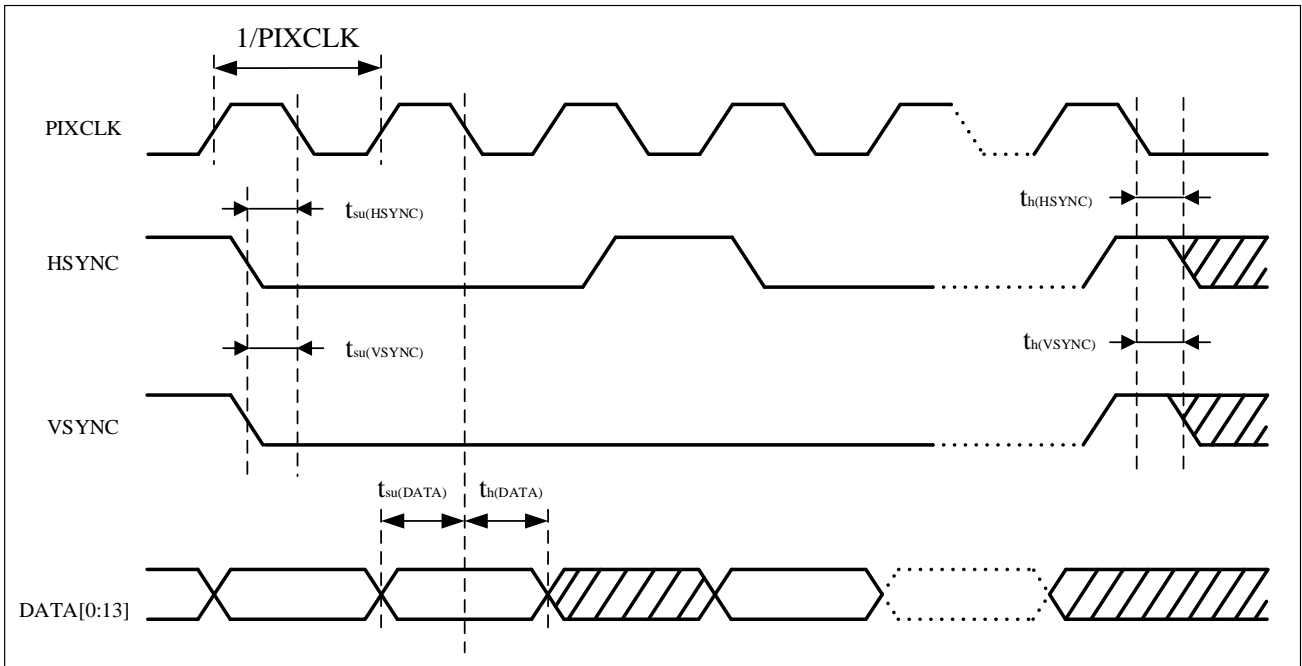 1/PIXCLK
PIXCLK
tsu(HSYNC)
th(HSYNC)
HSYNC
tsu(VSYNC)
th(VSYNC)
VSYNC
tsu(DATA) th(DATA)
DATA[0:13]